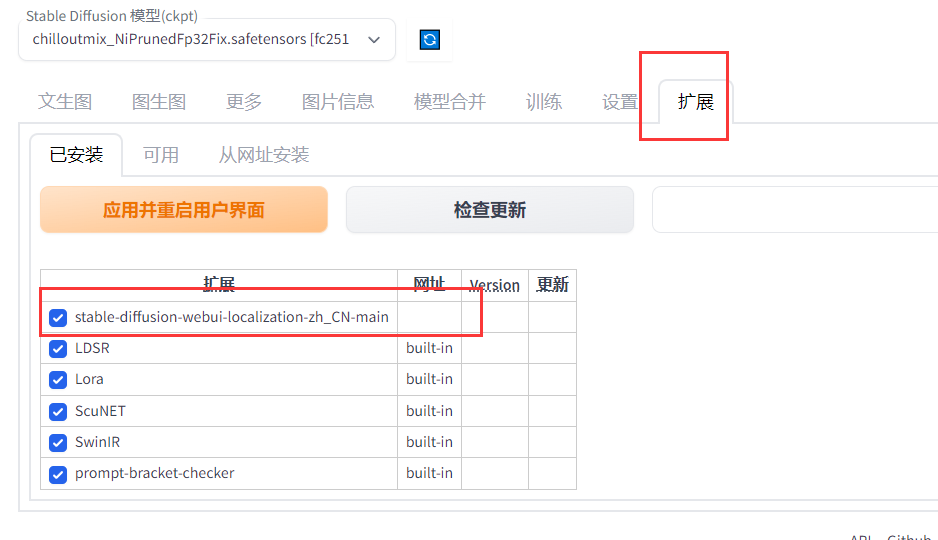 Stable Diffusion 模型(ckpt)
chilloutmix_NiPrunedFp32Fix.safetensors [fc251
文生图 图生图 更多 图片信息 模型合并 训练 设置 扩展
已安装 可用 从网址安装
应用并重启用户界面 检查更新
扩展 网址 Version 更新
stable-diffusion-webui-localization-zh_CN-main
LDSR built-in
Lora built-in
ScuNET built-in
SwinIR built-in
prompt-bracket-checker built-in
API Github